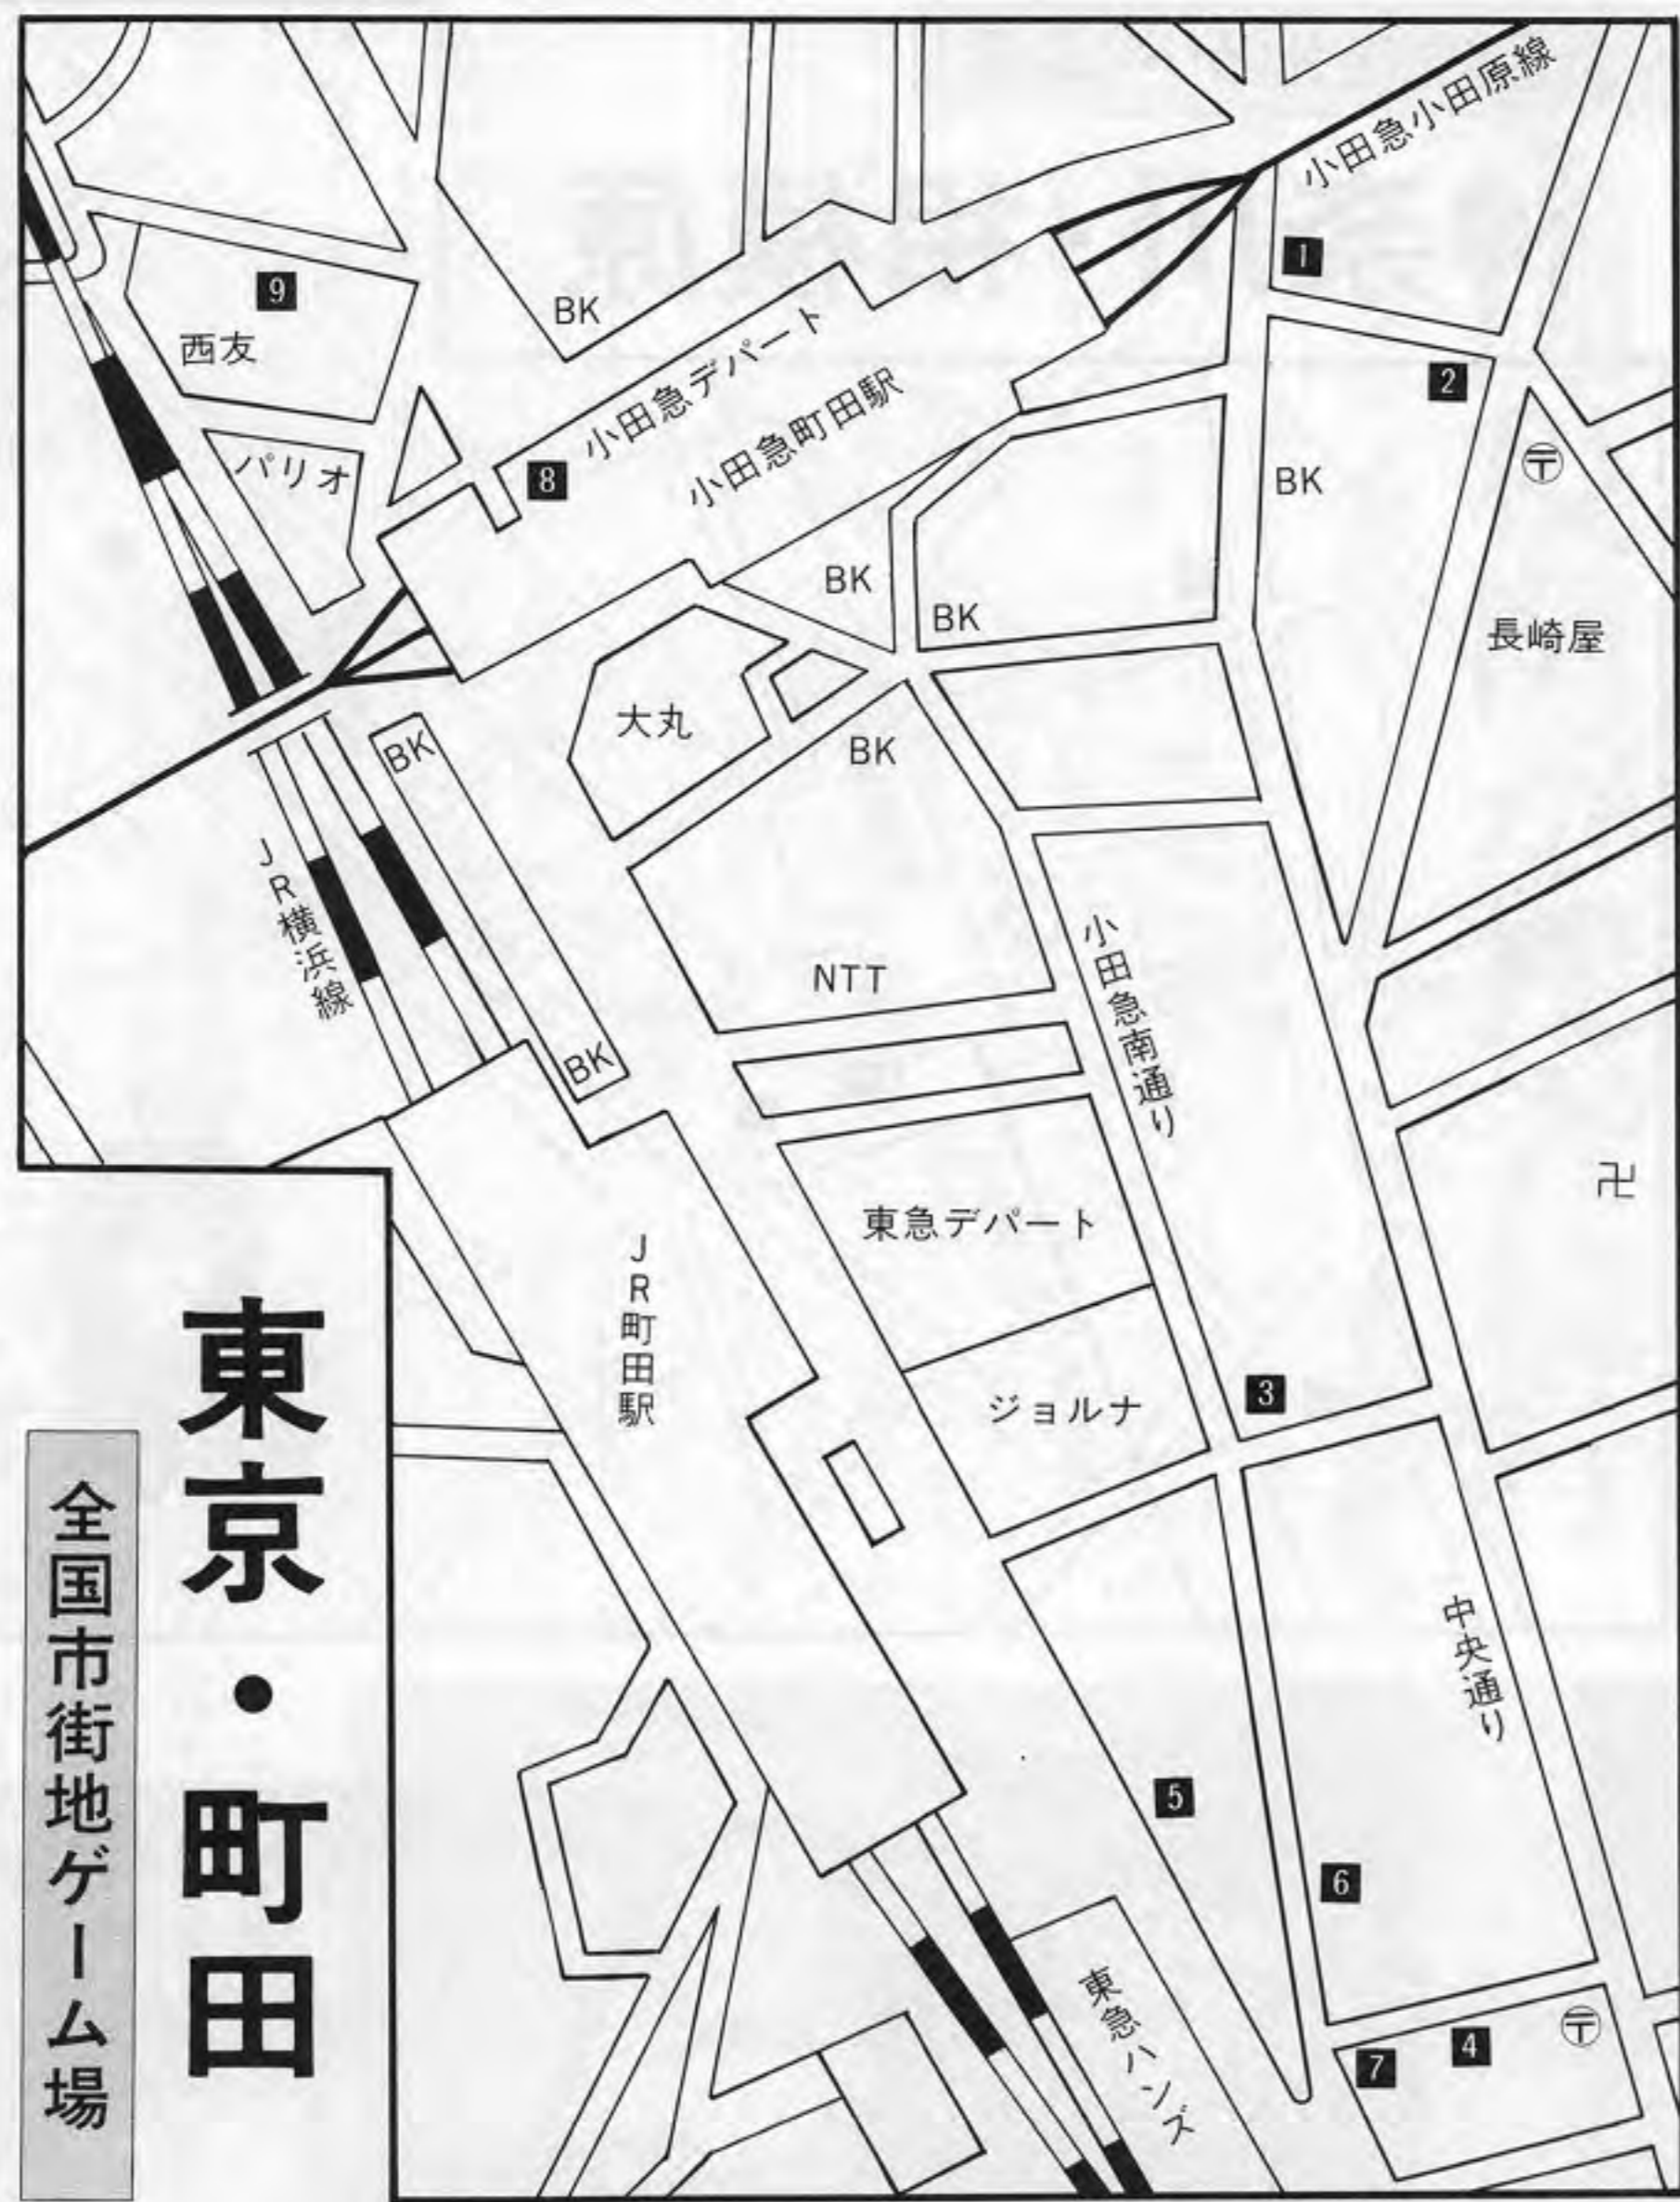 小田急小田原線
1
9
BK
西友
小田急デパート
2
小田急町田駅
パリオ
8
〒
BK
BK
BK
長崎屋
大丸
BK
BK
JR横浜線
小田急南通り
NTT
BK
卍
東急デパート
JR町田駅
3
ジョルナ
東京・町田
全国市街地ゲーム場
中央通り
5
6
東急ハンズ
〒
4
7